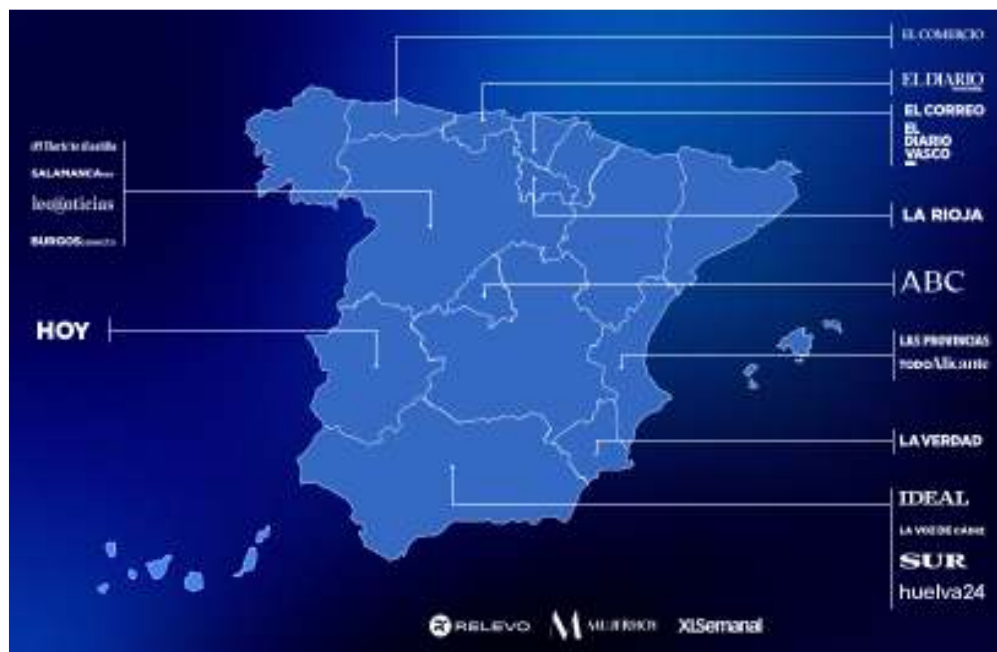 EL COMERCIO
EL DIARIO
EL CORREO
EL
DIARIO
VASCO
SALAMANCA
leonoticias
BURGOS
LA RIOJA
ABC
HOY
LAS PROVINCIAS
TODOAlicante
LA VERDAD
IDEAL
LA VOZ DE CÁDIZ
SUR
huelva24
RELEVO
MUJERHOY
XLSemanal